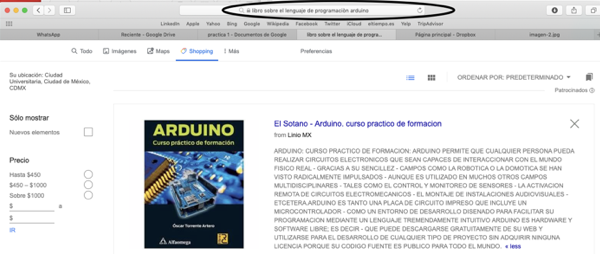 libro sobre el lenguaje de programación arduino
LinkedIn Apple Yahoo Bing Google Wikipedia Facebook Twitter iCloud eltiempo.es Yelp TripAdvisor
WhatsApp Reciente - Google Drive practica 1 - Documentos de Google libro sobre el lenguaje de progra... Página principal - Dropbox imagen-2.jpg
Todo Imágenes Maps Shopping Más Preferencias
Su ubicación: Ciudad
Universitaria, Ciudad de México,
CDMX
ORDENAR POR: PREDETERMINADO
Patrocinados
Sólo mostrar
Nuevos elementos
Precio
Hasta $450
$450 – $1000
Sobre $1000
$ a
$
IR
ARDUINO
Curso práctico de formación
Óscar Torrente Artero
Alfaomega
El Sotano - Arduino. curso practico de formacion
from Linio MX
ARDUINO: CURSO PRACTICO DE FORMACION: ARDUINO PERMITE QUE CUALQUIER PERSONA PUEDA
REALIZAR CIRCUITOS ELECTRONICOS QUE SEAN CAPACES DE INTERACCIONAR CON EL MUNDO
FISICO REAL - GRACIAS A SU SENCILLEZ - CAMPOS COMO LA ROBOTICA O LA DOMOTICA SE HAN
VISTO RADICALMENTE IMPULSADOS - AUNQUE ES UTILIZADO EN MUCHOS OTROS CAMPOS
MULTIDISCIPLINARES - TALES COMO EL CONTROL Y MONITOREO DE SENSORES - LA ACTIVACION
REMOTA DE CIRCUITOS ELECTROMECANICOS - EL MONTAJE DE INSTALACIONES AUDIOVISUALES -
ETCETERA.ARDUINO ES TANTO UNA PLACA DE CIRCUITO IMPRESO QUE INCLUYE UN
MICROCONTROLADOR - COMO UN ENTORNO DE DESARROLLO DISENADO PARA FACILITAR SU
PROGRAMACION MEDIANTE UN LENGUAJE TREMENDAMENTE INTUITIVO ARDUINO ES HARDWARE Y
SOFTWARE LIBRE; ES DECIR - QUE PUEDE DESCARGARSE GRATUITAMENTE DE SU WEB Y
UTILIZARSE PARA EL DESARROLLO DE CUALQUIER TIPO DE PROYECTO SIN ADQUIRIR NINGUNA
LICENCIA PORQUE SU CODIGO FUENTE ES PUBLICO PARA TODO EL MUNDO. « less